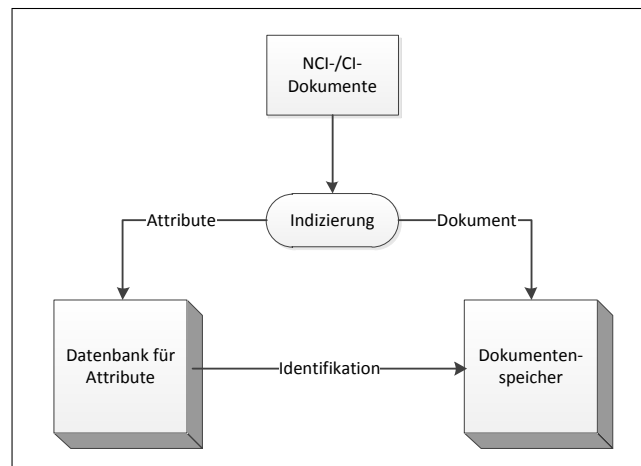 NCI-/CI-
Dokumente
Indizierung
Attribute
Dokument
Datenbank für
Attribute
Identifikation
Dokumenten-
speicher